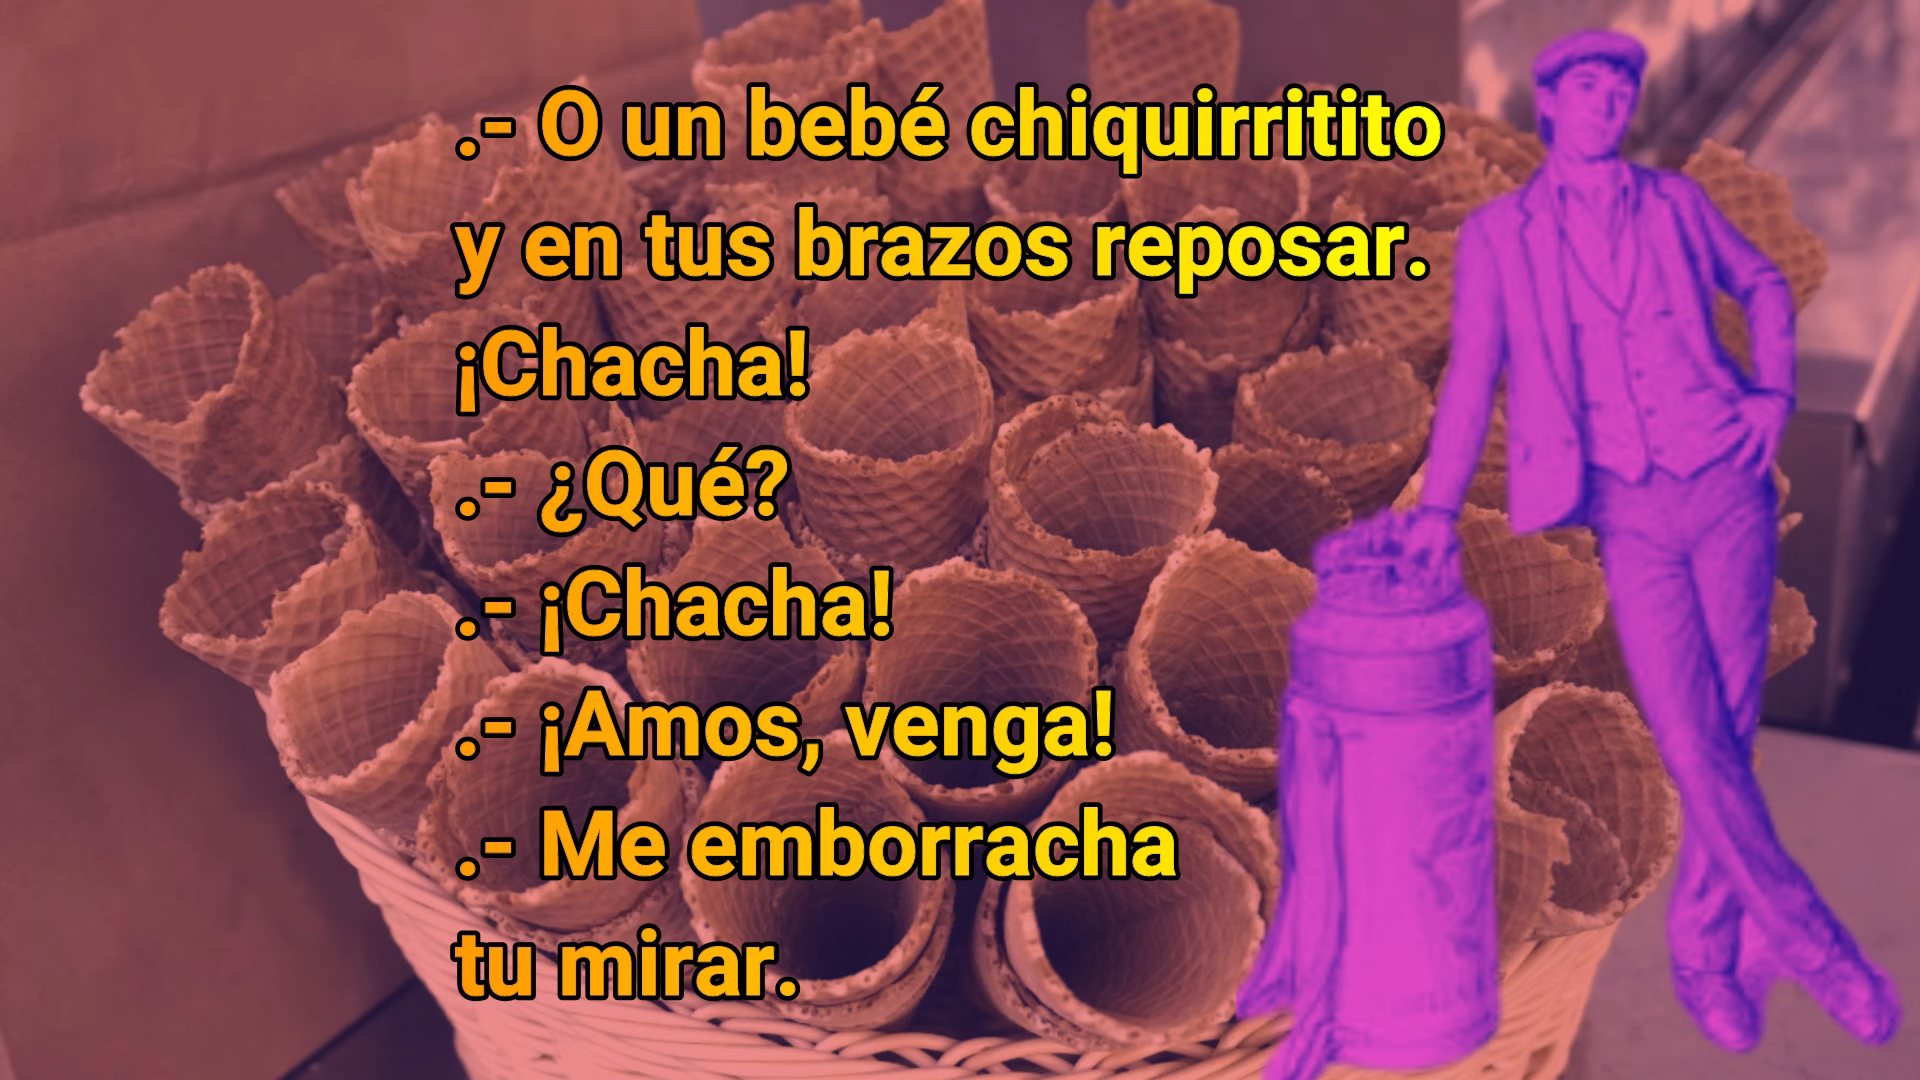 .- O un bebé chiquirritito
y en tus brazos reposar.
¡Chacha!
.- ¿Qué?
.- ¡Chacha!
.- ¡Amos, venga!
.- Me emborracha
tu mirar.